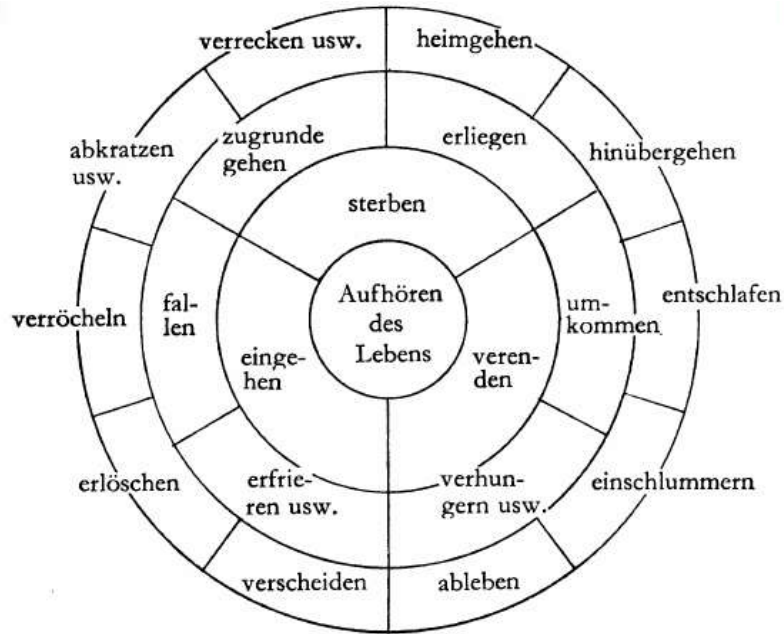 verrecken usw.
heimgehen
abkratzen
usw.
zugrunde
gehen
erliegen
hinübergehen
sterben
verröcheln
fal-
len
Aufhören
des
Lebens
um-
kommen
entschlafen
einge-
hen
veren-
den
erlöschen
erfrie-
ren usw.
verhun-
gern usw.
einschlummern
verscheiden
ableben